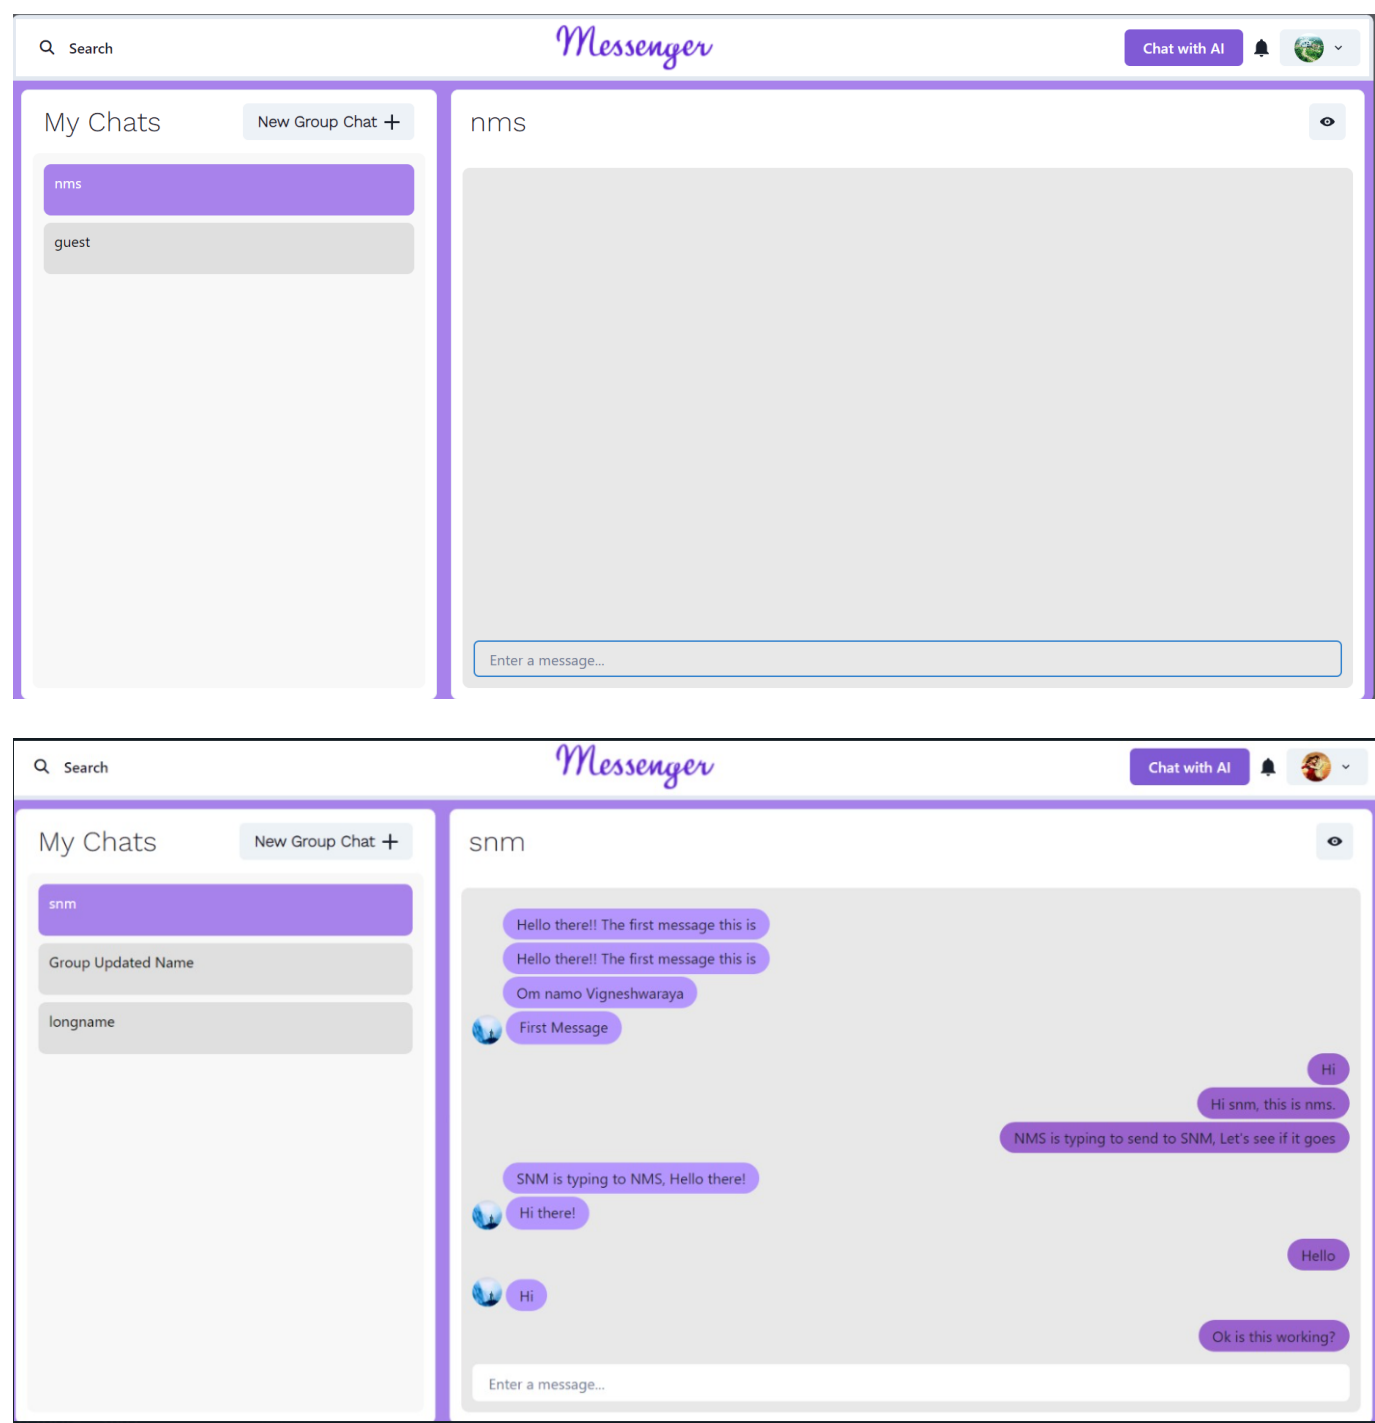 Search
Messenger
Chat with AI
My Chats
New Group Chat +
nms
guest
nms
Enter a message...
Search
Messenger
Chat with AI
My Chats
New Group Chat +
snm
Group Updated Name
longname
snm
Hello there!! The first message this is
Hello there!! The first message this is
Om namo Vigneshwaraya
First Message
Hi
Hi snm, this is nms.
NMS is typing to send to SNM, Let's see if it goes
SNM is typing to NMS, Hello there!
Hi there!
Hello
Hi
Ok is this working?
Enter a message...